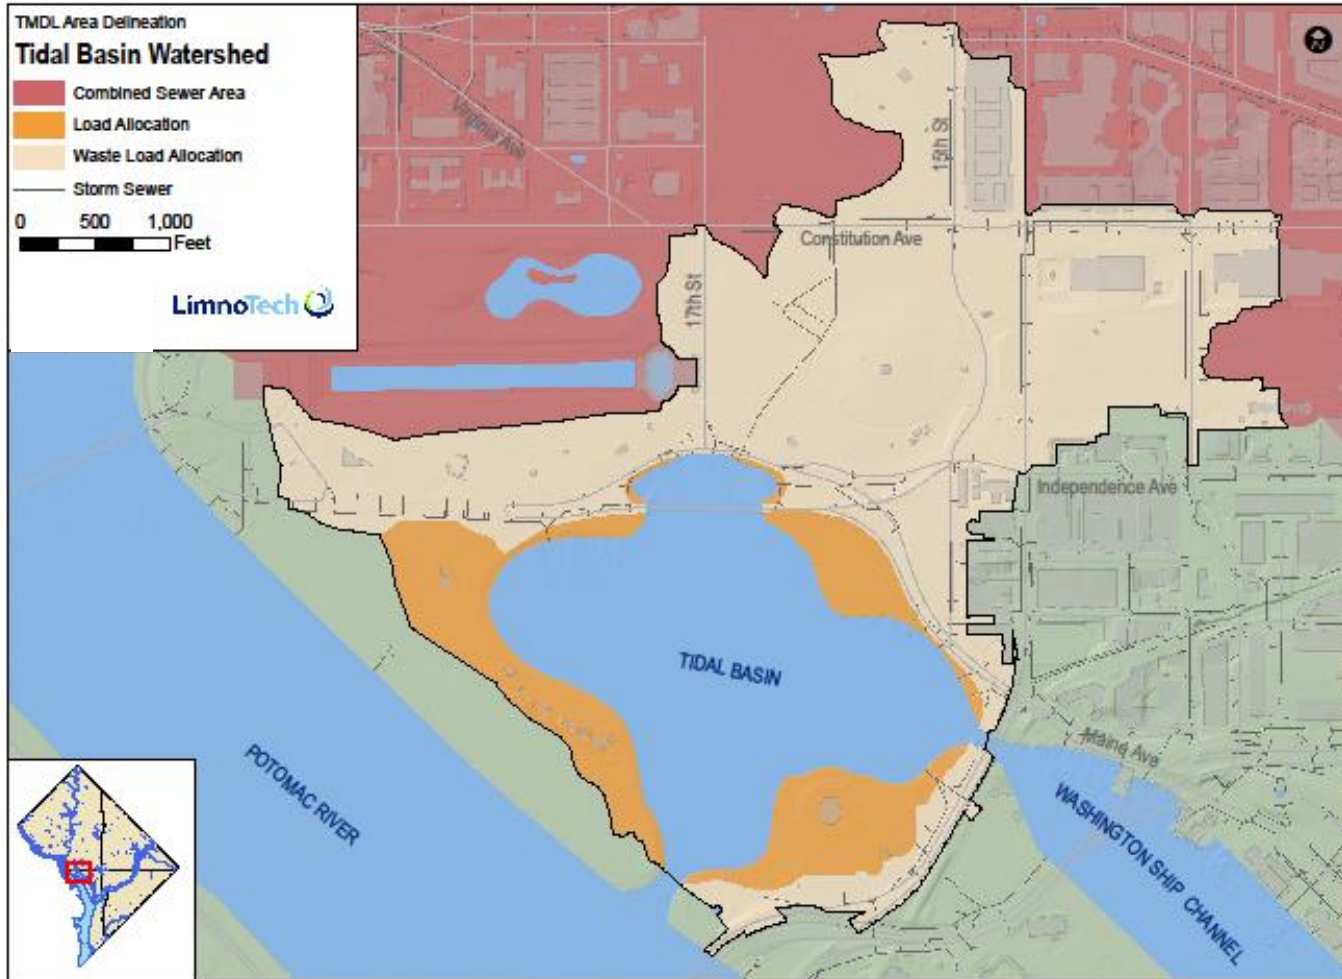 TMDL Area Delineation
Tidal Basin Watershed
Combined Sewer Area
Load Allocation
Waste Load Allocation
Storm Sewer
0 500 1,000
Feet
LimnoTech
N
Virginia Ave
15th St
Constitution Ave
17th St
Independence Ave
TIDAL BASIN
Maine Ave
POTOMAC RIVER
WASHINGTON SHIP CHANNEL